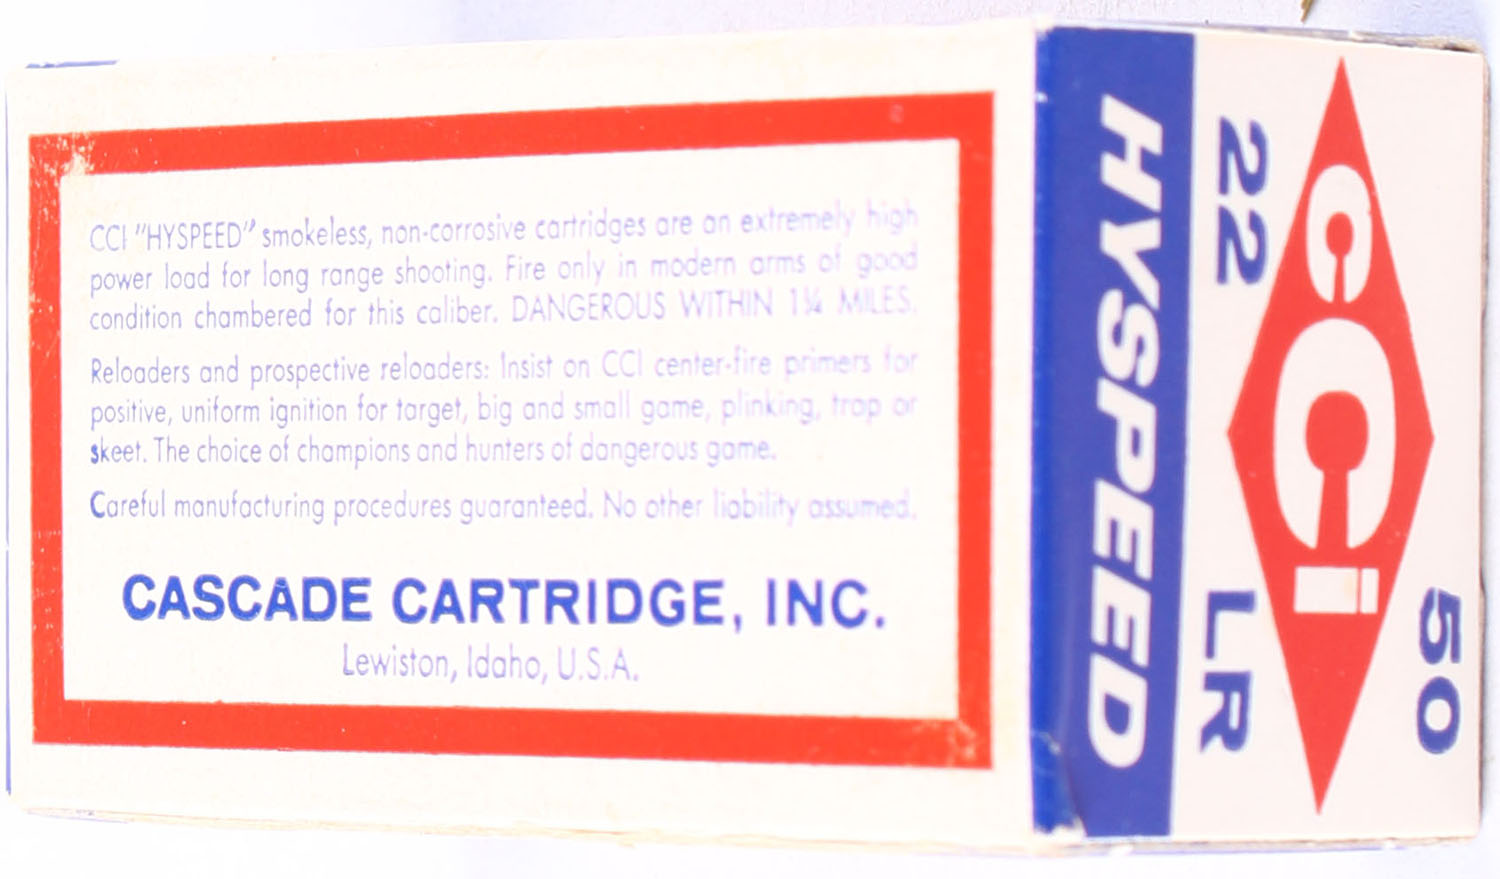 CCI "HYSPEED" smokeless, non-corrosive cartridges are an extremely high
power load for long range shooting. Fire only in modern arms of good
condition chambered for this caliber. DANGEROUS WITHIN 1¼ MILES.
Reloaders and prospective reloaders: Insist on CCI center-fire primers for
positive, uniform ignition for target, big and small game, plinking, trap or
skeet. The choice of champions and hunters of dangerous game.
Careful manufacturing procedures guaranteed. No other liability assumed.
CASCADE CARTRIDGE, INC.
Lewiston, Idaho, U.S.A.
50
CCI
22 LR
HYSPEED